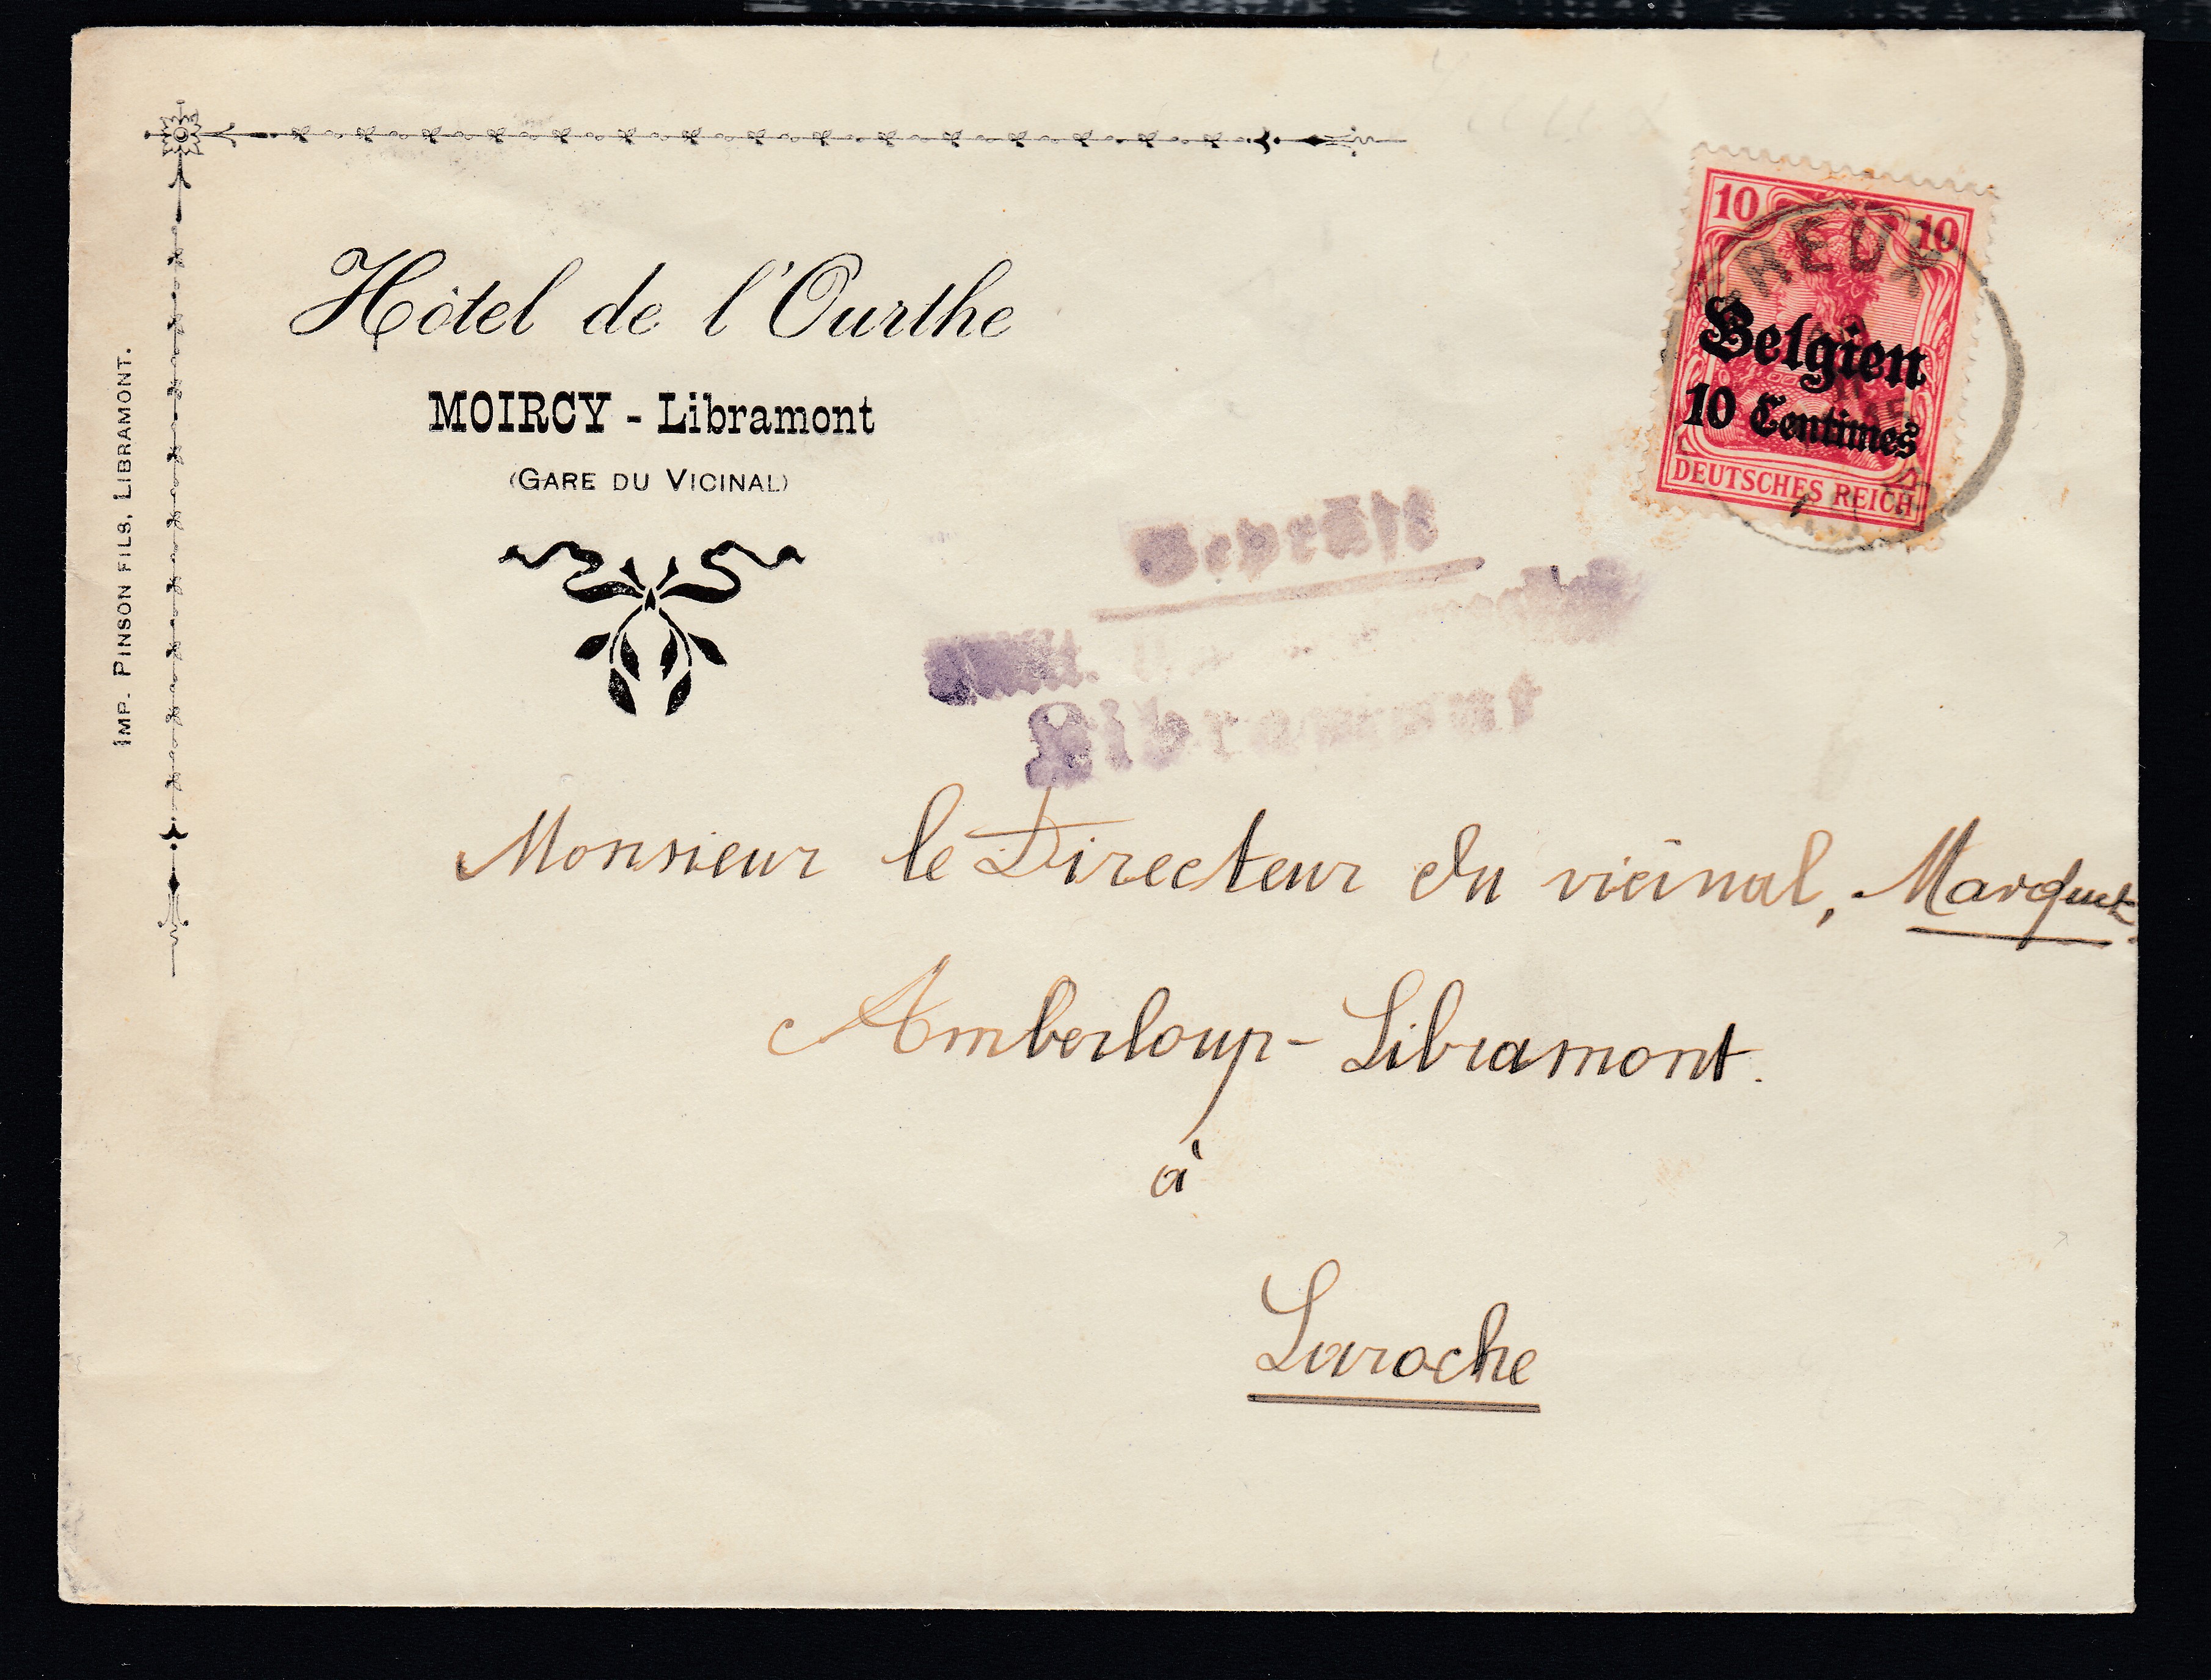 Hôtel de l'Ourthe
MOIRCY - Libramont
(GARE DU VICINAL)
IMP. PINSON FILS, LIBRAMONT.
10 10
Belgien
10 Centimes
DEUTSCHES REICH
Geprüft
Libramont
Monsieur le Directeur du vicinal, Marquet.
Amberloup - Libramont.
à
Laroche